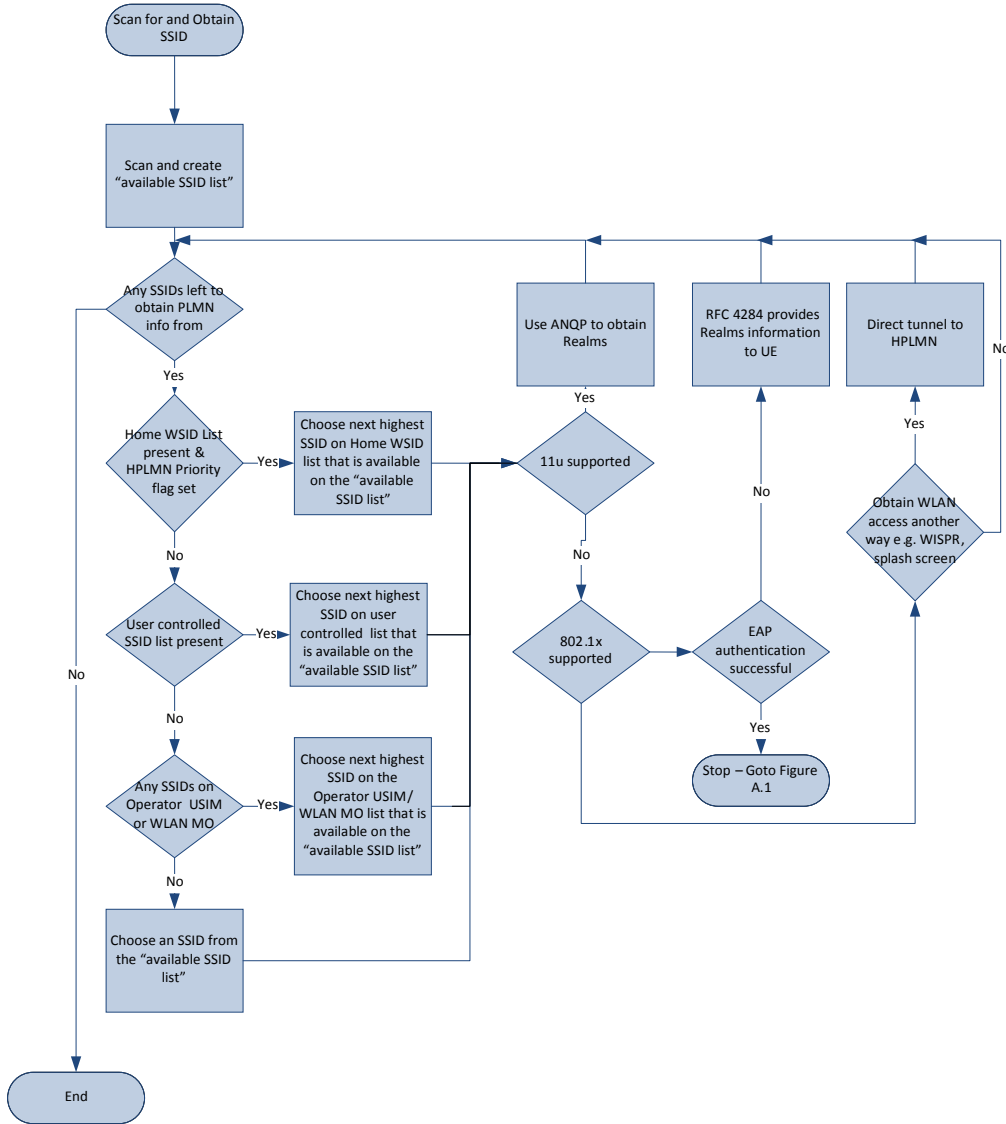 Scan for and Obtain
SSID
Scan and create
“available SSID list”
Any SSIDs left to
obtain PLMN
info from
Yes
No
Home WSID List
present &
HPLMN Priority
flag set
Yes
Choose next highest
SSID on Home WSID
list that is available
on the “available
SSID list”
No
User controlled
SSID list present
Yes
Choose next highest
SSID on user
controlled list that
is available on the
“available SSID list”
No
Any SSIDs on
Operator USIM
or WLAN MO
Yes
Choose next highest
SSID on the
Operator USIM/
WLAN MO list that is
available on the
“available SSID list”
No
Choose an SSID from
the “available SSID
list”
End
Use ANQP to obtain
Realms
Yes
11u supported
No
802.1x
supported
RFC 4284 provides
Realms information
to UE
No
EAP
authentication
successful
Yes
Stop – Goto Figure
A.1
Direct tunnel to
HPLMN
Yes
Obtain WLAN
access another
way e.g. WISPR,
splash screen
No